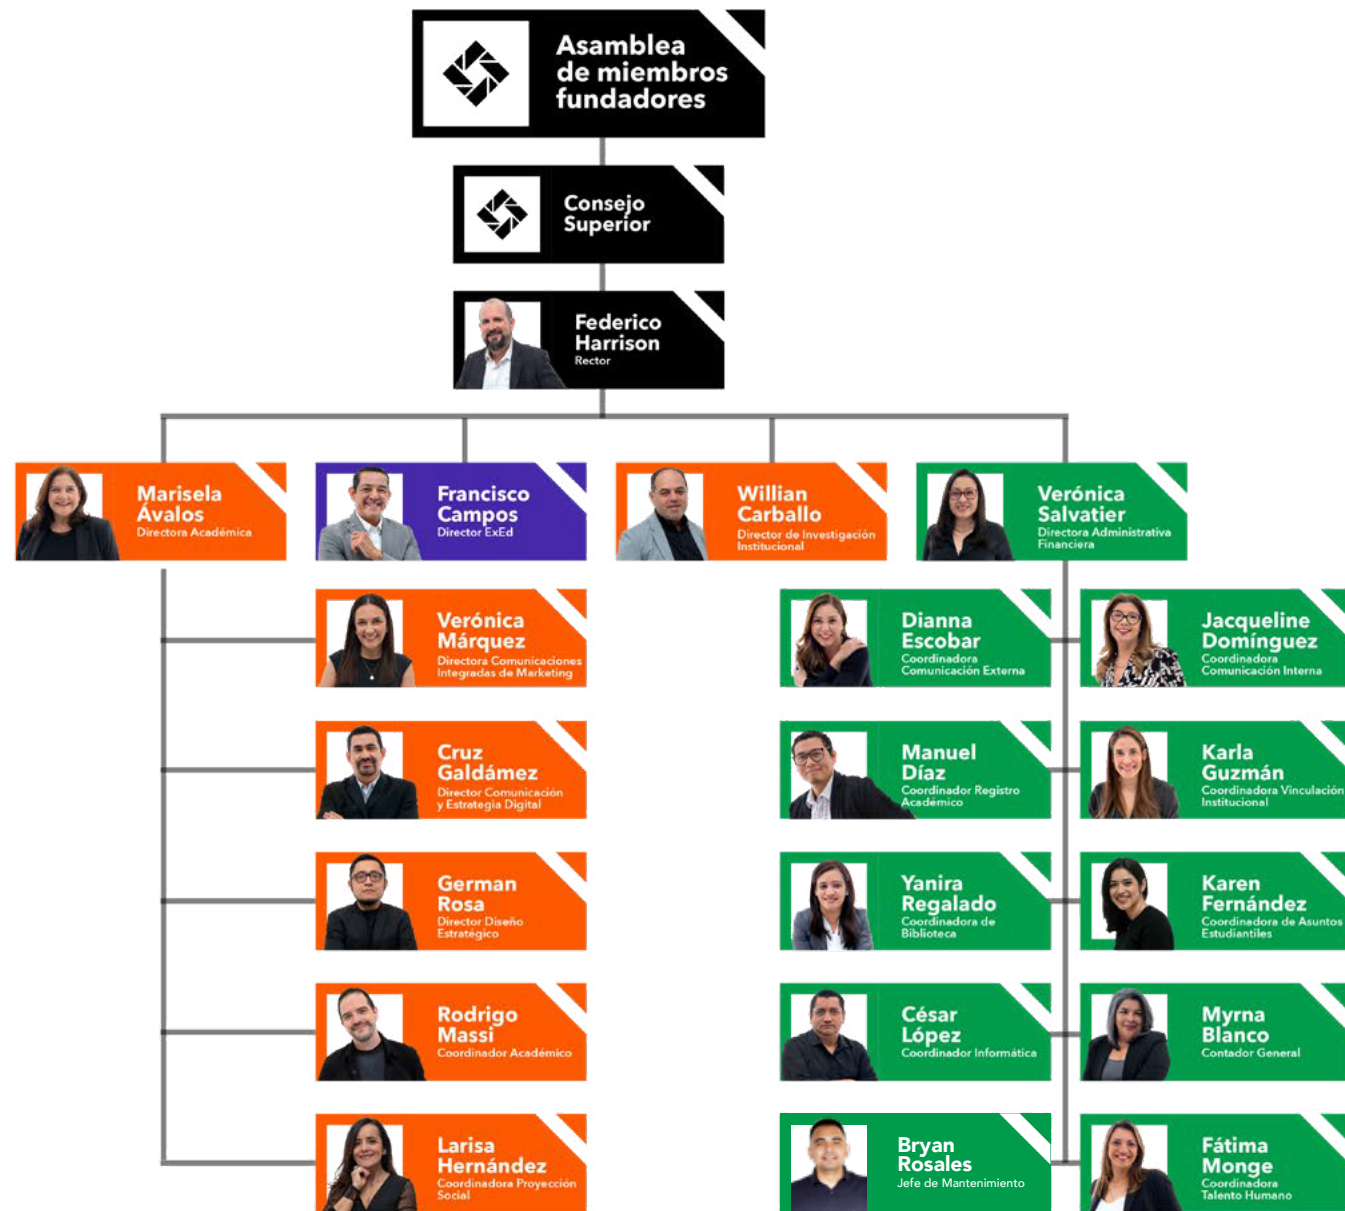 Asamblea
de miembros
fundadores
Consejo
Superior
Federico
Harrison
Rector
Marisela
Ávalos
Directora Académica
Francisco
Campos
Director ExEd
Willian
Carballo
Director de Investigación
Institucional
Verónica
Salvatier
Directora Administrativa
Financiera
Verónica
Márquez
Directora Comunicaciones
Integradas de Marketing
Dianna
Escobar
Coordinadora
Comunicación Externa
Jacqueline
Domínguez
Coordinadora
Comunicación Interna
Cruz
Galdámez
Director Comunicación
y Estrategia Digital
Manuel
Díaz
Coordinador Registro
Académico
Karla
Guzmán
Coordinadora Vinculación
Institucional
German
Rosa
Director Diseño
Estratégico
Yanira
Regalado
Coordinadora de
Biblioteca
Karen
Fernández
Coordinadora de Asuntos
Estudiantiles
Rodrigo
Massi
Coordinador Académico
César
López
Coordinador Informática
Myrna
Blanco
Contador General
Larisa
Hernández
Coordinadora Proyección
Social
Bryan
Rosales
Jefe de Mantenimiento
Fátima
Monge
Coordinadora
Talento Humano